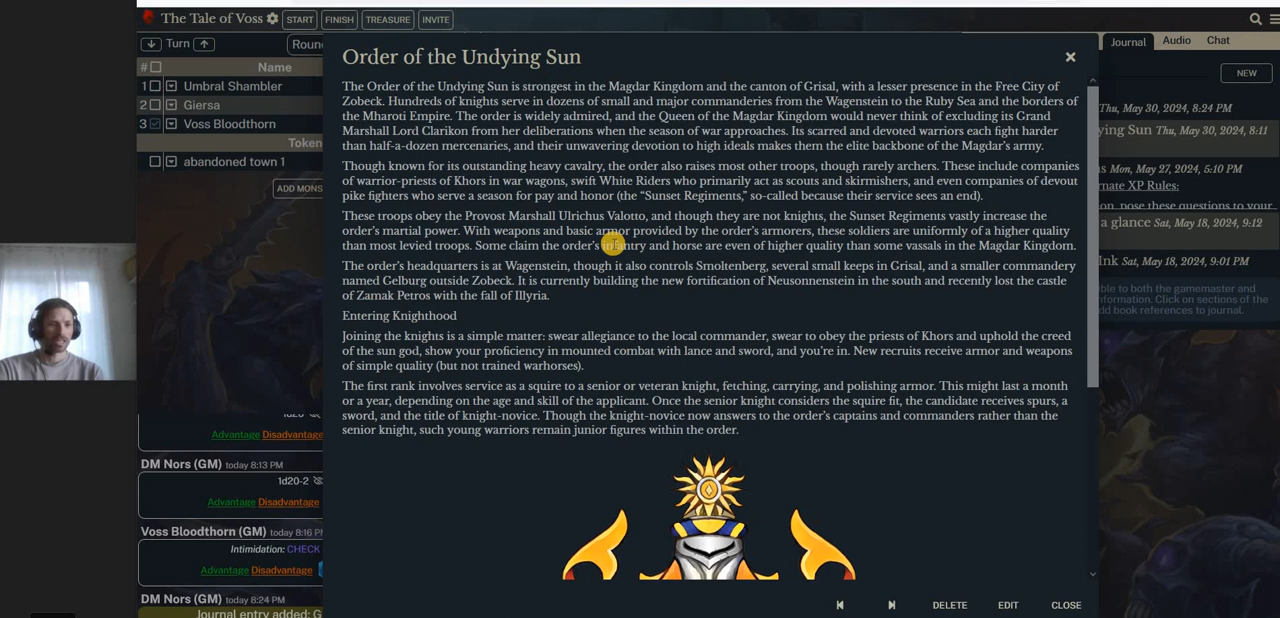 The Tale of Voss START FINISH TREASURE INVITE
Turn Round
# Name
1 Umbral Shambler
2 Giersa
3 Voss Bloodthorn
Token
abandoned town 1
ADD MONS
Advantage Disadvantage
DM Nors (GM) today 8:13 PM
1d20-2
Advantage Disadvantage
Voss Bloodthorn (GM) today 8:16 PM
Intimidation: CHECK
Advantage Disadvantage
DM Nors (GM) today 8:24 PM
Journal entry added: G
Order of the Undying Sun
The Order of the Undying Sun is strongest in the Magdar Kingdom and the canton of Grisal, with a lesser presence in the Free City of
Zobeck. Hundreds of knights serve in dozens of small and major commanderies from the Wagenstein to the Ruby Sea and the borders of
the Mharoti Empire. The order is widely admired, and the Queen of the Magdar Kingdom would never think of excluding its Grand
Marshall Lord Clarikon from her deliberations when the season of war approaches. Its scarred and devoted warriors each fight harder
than half-a-dozen mercenaries, and their unwavering devotion to high ideals makes them the elite backbone of the Magdar's army.
Though known for its outstanding heavy cavalry, the order also raises most other troops, though rarely archers. These include companies
of warrior-priests of Khors in war wagons, swift White Riders who primarily act as scouts and skirmishers, and even companies of devout
pike fighters who serve a season for pay and honor (the “Sunset Regiments,” so-called because their service sees an end).
These troops obey the Provost Marshall Ulrichus Valotto, and though they are not knights, the Sunset Regiments vastly increase the
order's martial power. With weapons and basic armor provided by the order's armorers, these soldiers are uniformly of a higher quality
than most levied troops. Some claim the order's infantry and horse are even of higher quality than some vassals in the Magdar Kingdom.
The order's headquarters is at Wagenstein, though it also controls Smoltenberg, several small keeps in Grisal, and a smaller commandery
named Gelburg outside Zobeck. It is currently building the new fortification of Neusonnenstein in the south and recently lost the castle
of Zamak Petros with the fall of Illyria.
Entering Knighthood
Joining the knights is a simple matter: swear allegiance to the local commander, swear to obey the priests of Khors and uphold the creed
of the sun god, show your proficiency in mounted combat with lance and sword, and you're in. New recruits receive armor and weapons
of simple quality (but not trained warhorses).
The first rank involves service as a squire to a senior or veteran knight, fetching, carrying, and polishing armor. This might last a month
or a year, depending on the age and skill of the applicant. Once the senior knight considers the squire fit, the candidate receives spurs, a
sword, and the title of knight-novice. Though the knight-novice now answers to the order's captains and commanders rather than the
senior knight, such young warriors remain junior figures within the order.
DELETE EDIT CLOSE
Journal Audio Chat
NEW
Thu, May 30, 2024, 8:24 PM
ying Sun Thu, May 30, 2024, 8:11
s Mon, May 27, 2024, 5:10 PM
rnate XP Rules:
on, pose these questions to your
a glance Sat, May 18, 2024, 9:12
Ink Sat, May 18, 2024, 9:01 PM
ble to both the gamemaster and
nformation. Click on sections of the
dd book references to journal.